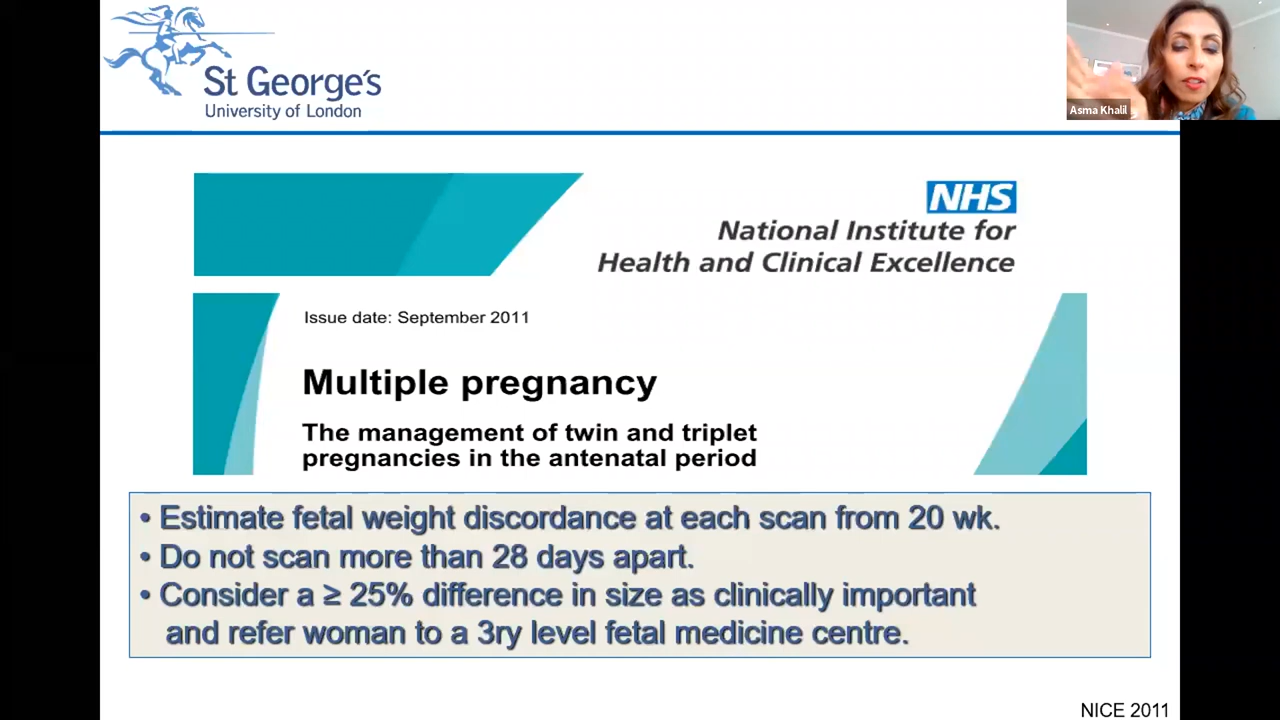 St George's
University of London
Asma Khalil
NHS
National Institute for
Health and Clinical Excellence
Issue date: September 2011
Multiple pregnancy
The management of twin and triplet
pregnancies in the antenatal period
• Estimate fetal weight discordance at each scan from 20 wk.
• Do not scan more than 28 days apart.
• Consider a ≥ 25% difference in size as clinically important
and refer woman to a 3ry level fetal medicine centre.
NICE 2011